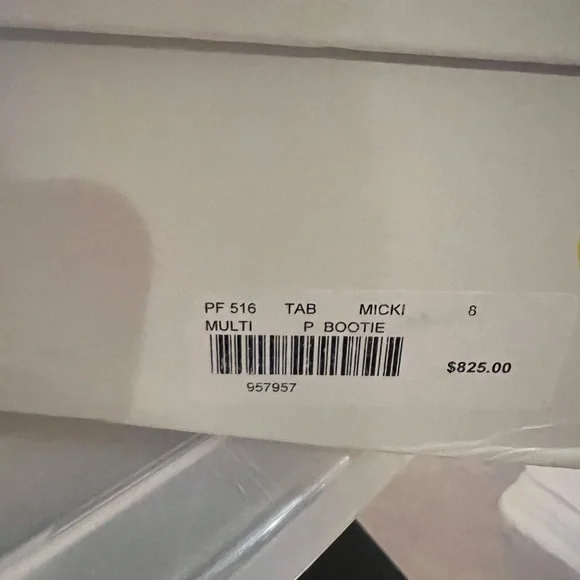 PF 516 TAB MICKI 8
MULTI P BOOTIE
$825.00
957957